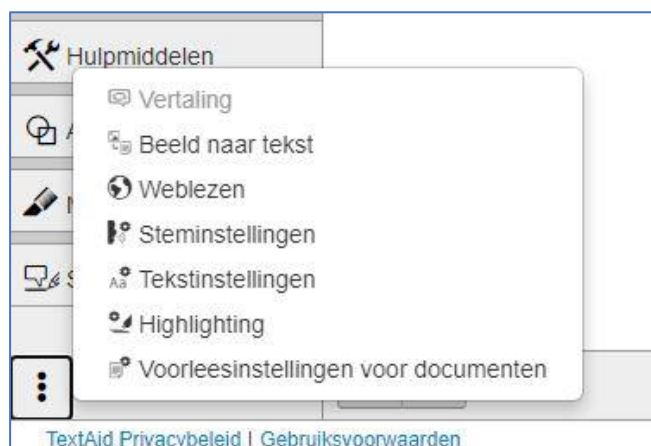 Hulpmiddelen
Vertaling
Beeld naar tekst
Weblezen
Steminstellingen
Tekstinstellingen
Highlighting
Voorleesinstellingen voor documenten
TextAid Privacybeleid | Gebruiksvoorwaarden